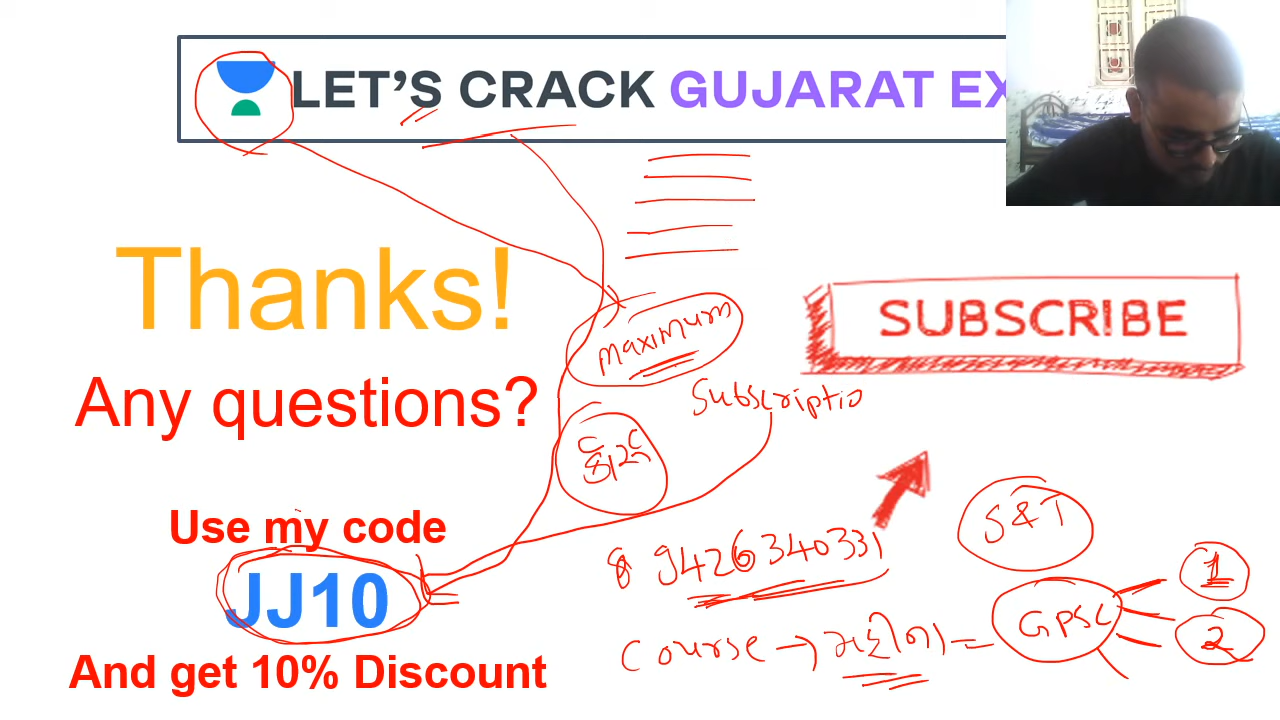 LET'S CRACK GUJARAT EX
Thanks!
Any questions?
Use my code
JJ10
And get 10% Discount
SUBSCRIBE
Maximum
Subscriptio
S&T
9426340331
GPSC
1
2
Course →